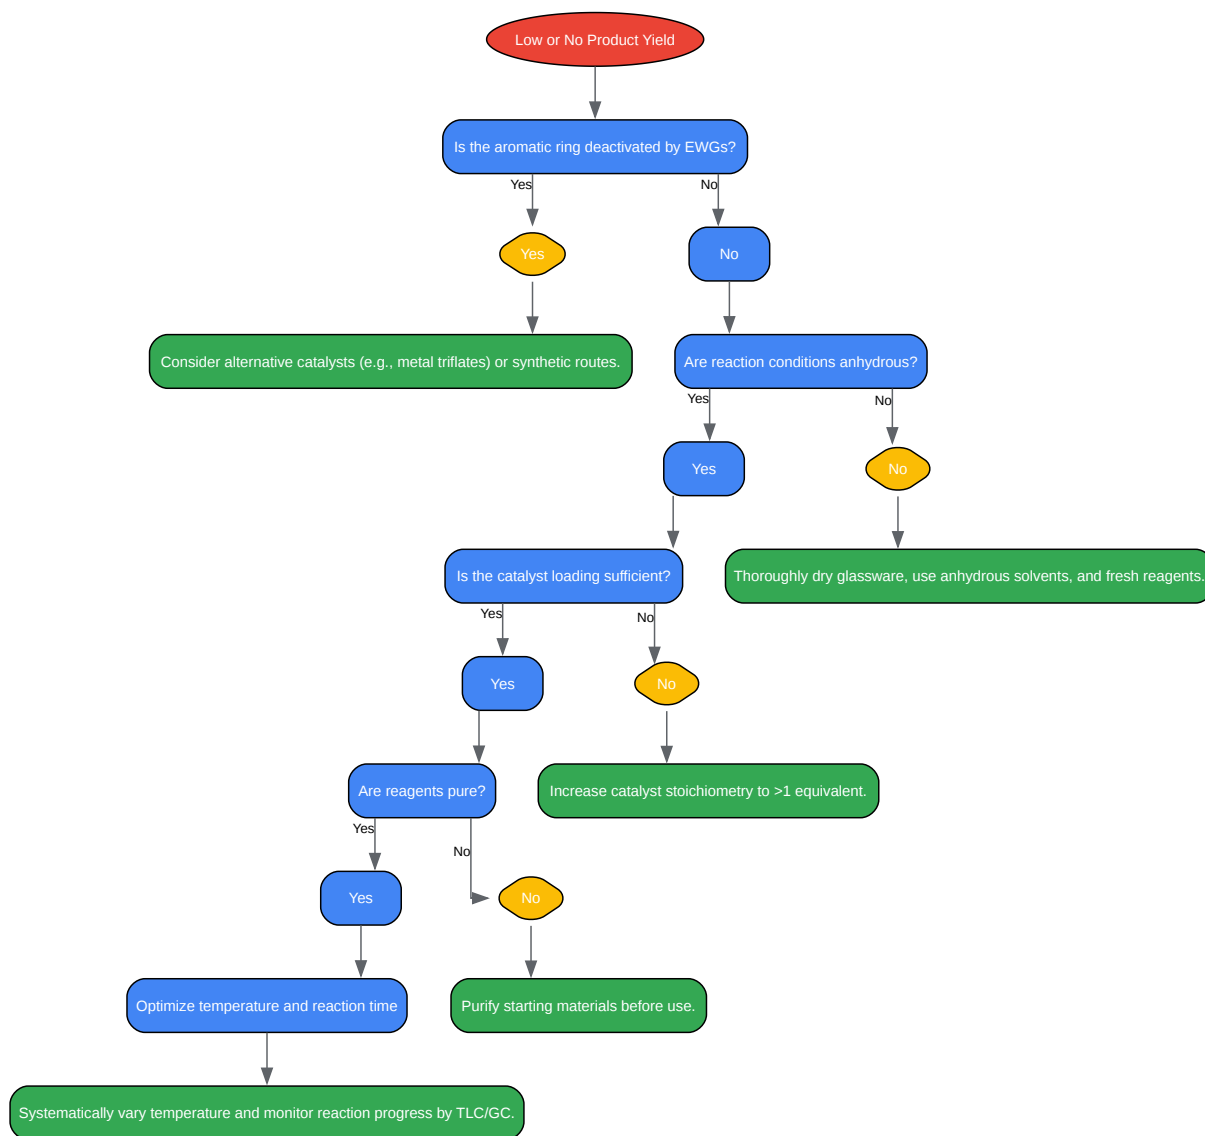 Low or No Product Yield
Is the aromatic ring deactivated by EWGs?
Yes
No
Yes
No
Consider alternative catalysts (e.g., metal triflates) or synthetic routes.
Are reaction conditions anhydrous?
Yes
No
Yes
No
Is the catalyst loading sufficient?
Thoroughly dry glassware, use anhydrous solvents, and fresh reagents.
Yes
No
Yes
No
Are reagents pure?
Increase catalyst stoichiometry to >1 equivalent.
Yes
No
Yes
No
Optimize temperature and reaction time
Purify starting materials before use.
Systematically vary temperature and monitor reaction progress by TLC/GC.